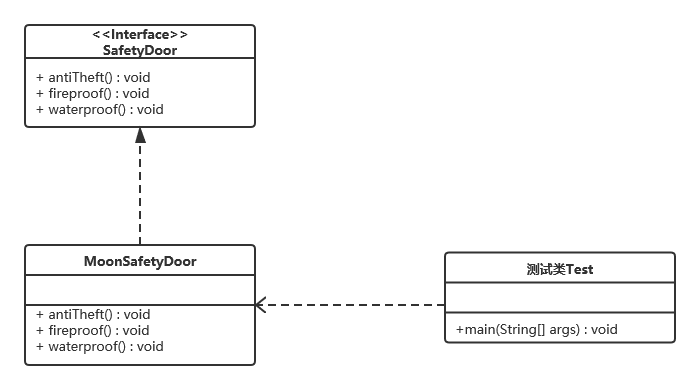 <<Interface>>
SafetyDoor
+ antiTheft() : void
+ fireproof() : void
+ waterproof() : void
MoonSafetyDoor
+ antiTheft() : void
+ fireproof() : void
+ waterproof() : void
测试类Test
+main(String[] args) : void